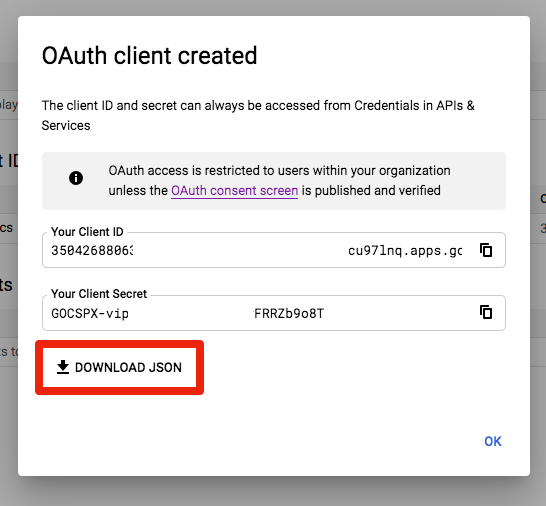 OAuth client created
play
The client ID and secret can always be accessed from Credentials in APIs &
Services
OAuth access is restricted to users within your organization
unless the OAuth consent screen is published and verified
Your Client ID
35042688063 cu97lnq.apps.go
Your Client Secret
GOCSPX-vip FRRZb9o8T
DOWNLOAD JSON
OK